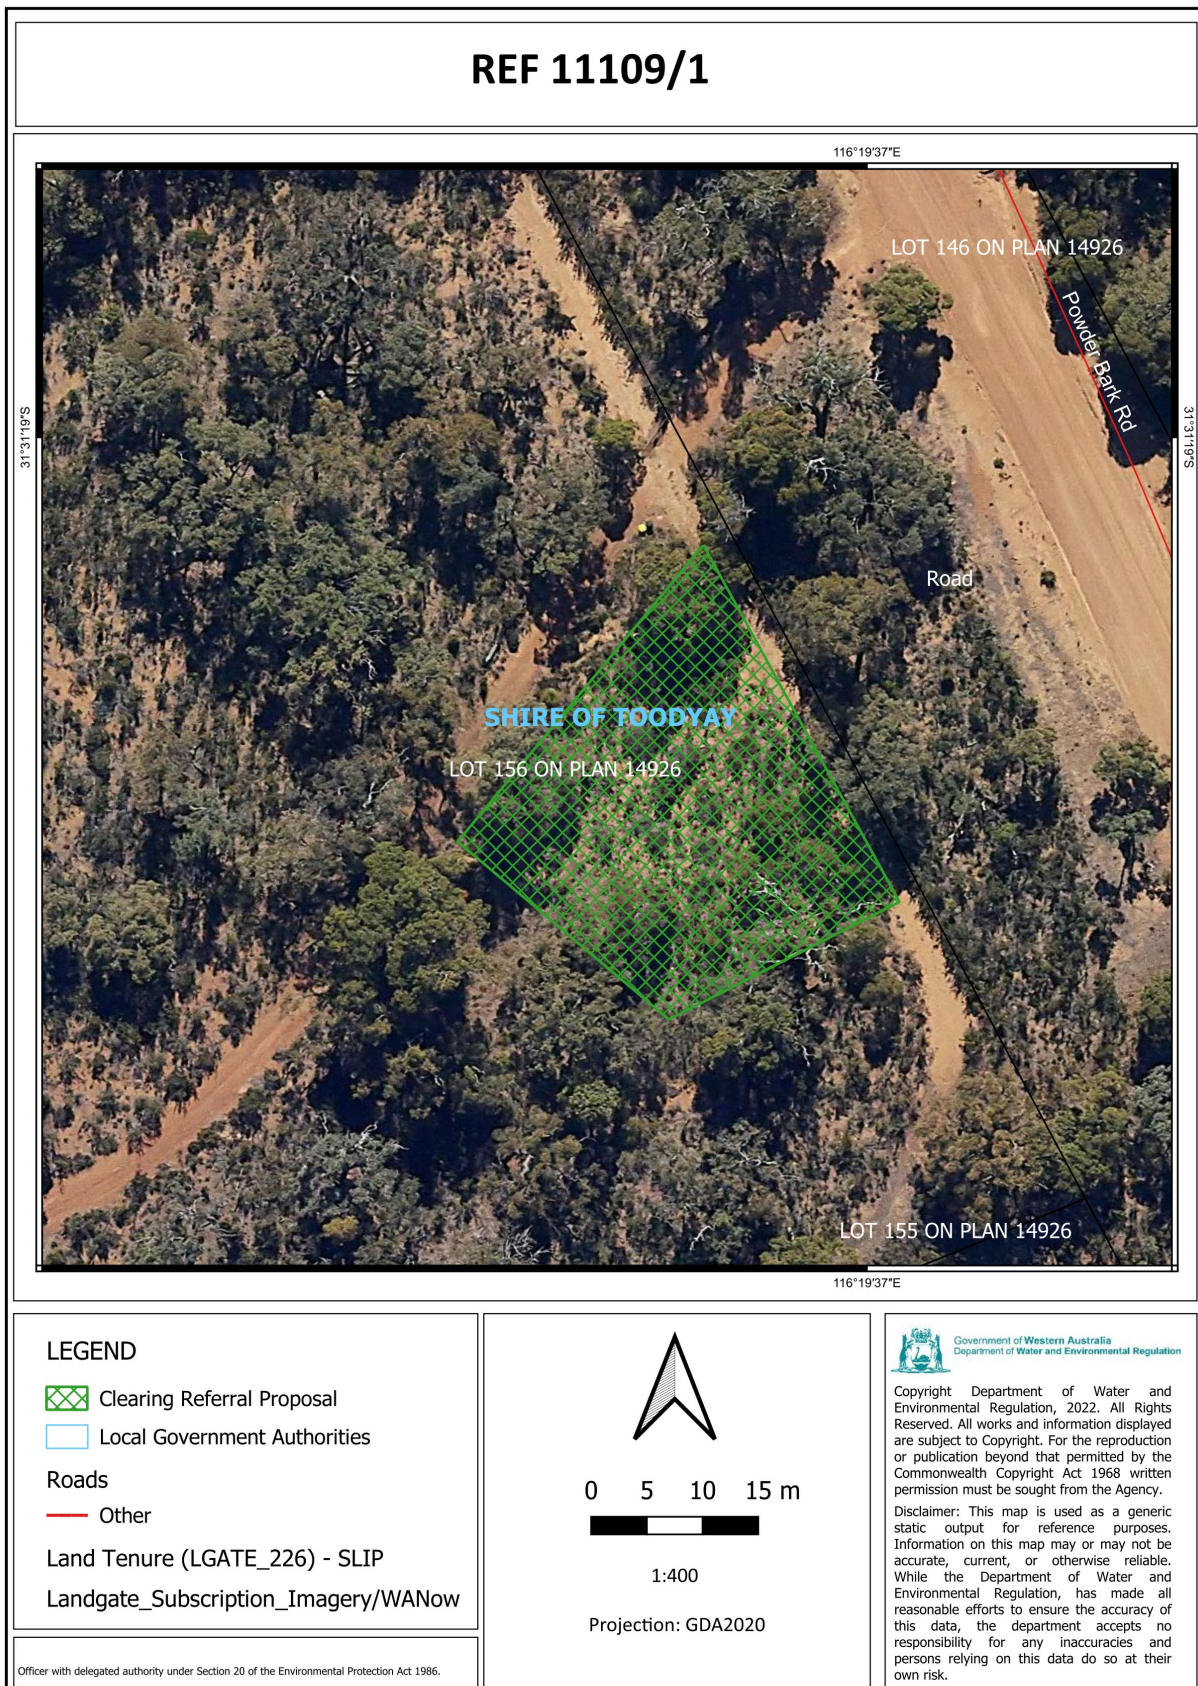 REF 11109/1
116°19'37"E
LOT 146 ON PLAN 14926
Powder Bark Rd
31°31'19"S
31°31'19"S
Road
SHIRE OF TOODYAY
LOT 156 ON PLAN 14926
LOT 155 ON PLAN 14926
116°19'37"E
LEGEND
Clearing Referral Proposal
Local Government Authorities
Roads
Other
Land Tenure (LGATE_226) - SLIP
Landgate_Subscription_Imagery/WANow
Officer with delegated authority under Section 20 of the Environmental Protection Act 1986.
0 5 10 15 m
1:400
Projection: GDA2020
Government of Western Australia
Department of Water and Environmental Regulation
Copyright Department of Water and
Environmental Regulation, 2022. All Rights
Reserved. All works and information displayed
are subject to Copyright. For the reproduction
or publication beyond that permitted by the
Commonwealth Copyright Act 1968 written
permission must be sought from the Agency.
Disclaimer: This map is used as a generic
static output for reference purposes.
Information on this map may or may not be
accurate, current, or otherwise reliable.
While the Department of Water and
Environmental Regulation, has made all
reasonable efforts to ensure the accuracy of
this data, the department accepts no
responsibility for any inaccuracies and
persons relying on this data do so at their
own risk.